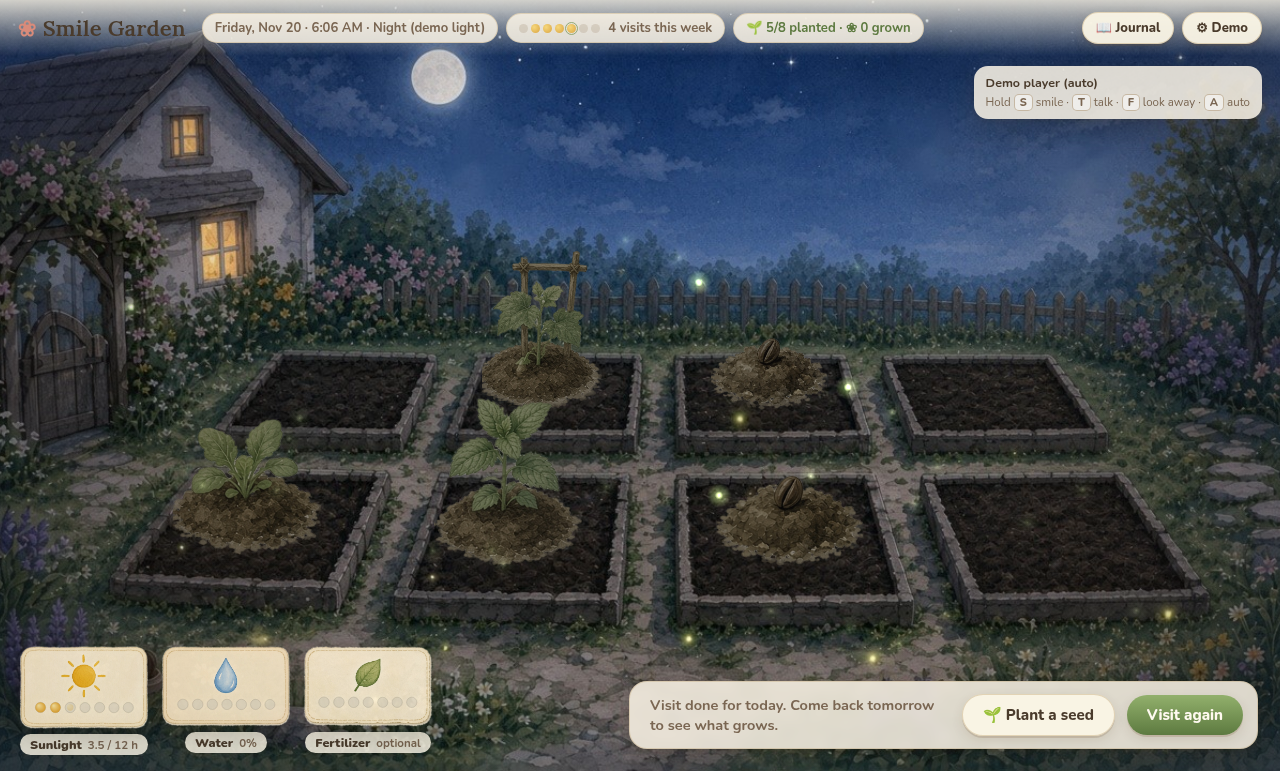 Smile Garden
Friday, Nov 20 · 6:06 AM · Night (demo light)
4 visits this week
5/8 planted · 0 grown
Journal
Demo
Demo player (auto)
Hold S smile · T talk · F look away · A auto
Visit done for today. Come back tomorrow
to see what grows.
Plant a seed
Visit again
Sunlight 3.5 / 12 h
Water 0%
Fertilizer optional